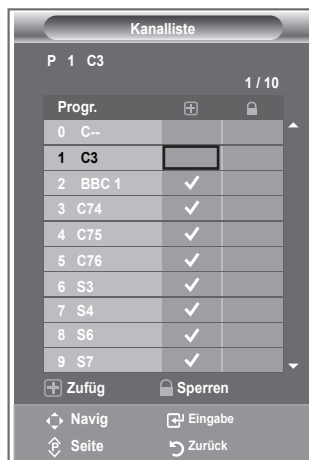 Kanalliste
P 1 C3
1 / 10
Progr.
0 C--
1 C3
2 BBC 1
3 C74
4 C75
5 C76
6 S3
7 S4
8 S6
9 S7
Zufüg Sperren
Navig Eingabe
Seite Zurück